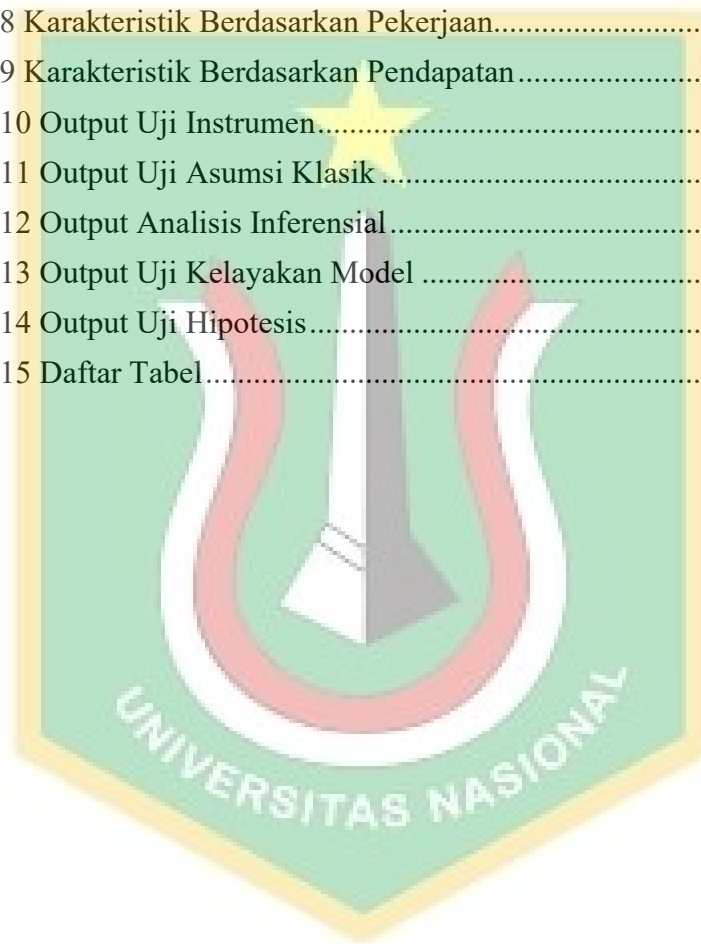 8 Karakteristik Berdasarkan Pekerjaan..........................
9 Karakteristik Berdasarkan Pendapatan.......................
10 Output Uji Instrumen................................................
11 Output Uji Asumsi Klasik........................................
12 Output Analisis Inferensial.......................................
13 Output Uji Kelayakan Model...................................
14 Output Uji Hipotesis.................................................
15 Daftar Tabel..............................................................
UNIVERSITAS NASIONAL